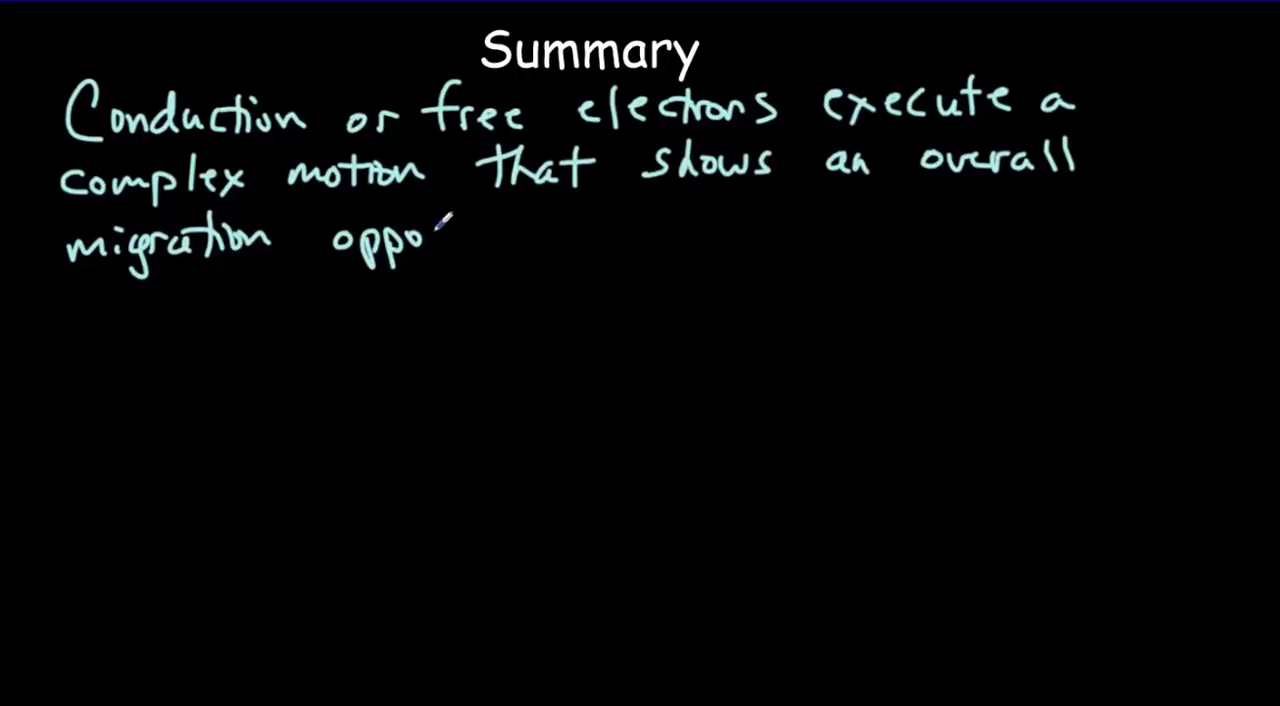 Summary
Conduction or free electrons execute a
complex motion that shows an overall
migration oppo